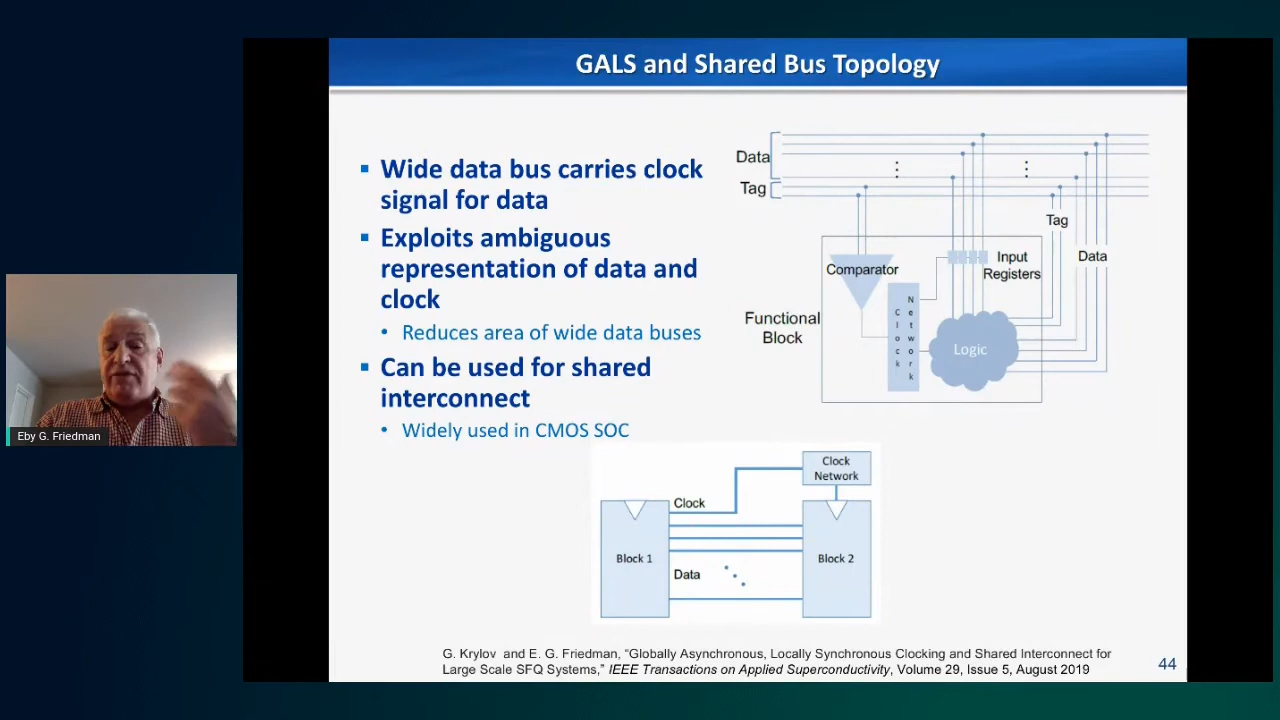 GALS and Shared Bus Topology
Wide data bus carries clock
signal for data
Exploits ambiguous
representation of data and
clock
Reduces area of wide data buses
Can be used for shared
interconnect
Widely used in CMOS SOC
Data
Tag
Tag
Data
Comparator
Input
Registers
Functional
Block
Clock
Network
Logic
Clock
Network
Clock
Block 1
Block 2
Data
Eby G. Friedman
G. Krylov and E. G. Friedman, “Globally Asynchronous, Locally Synchronous Clocking and Shared Interconnect for
Large Scale SFQ Systems,” IEEE Transactions on Applied Superconductivity, Volume 29, Issue 5, August 2019
44